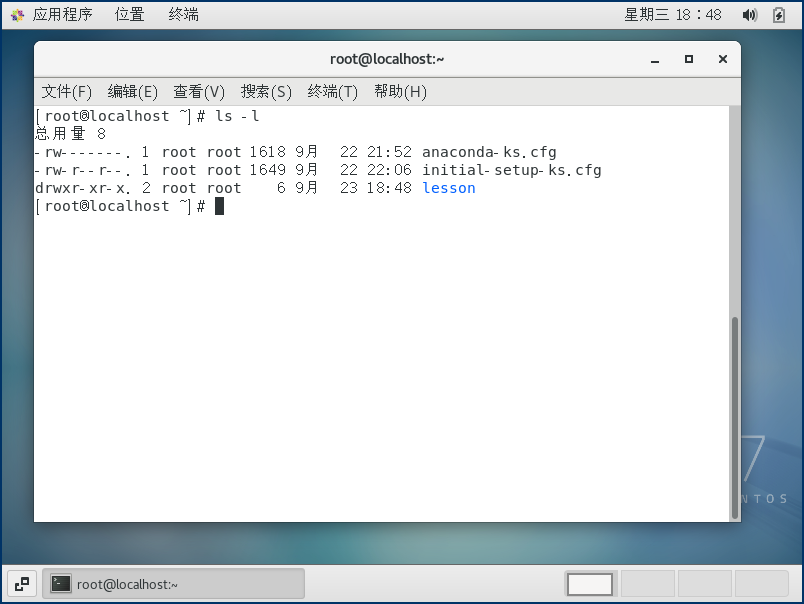 应用程序 位置 终端 星期三 18：48
root@localhost:~
文件(F) 编辑(E) 查看(V) 搜索(S) 终端(T) 帮助(H)
[root@localhost ~]# ls -l
总用量 8
-rw-------. 1 root root 1618 9月  22 21:52 anaconda-ks.cfg
-rw-r--r--. 1 root root 1649 9月  22 22:06 initial-setup-ks.cfg
drwxr-xr-x. 2 root root    6 9月  23 18:48 lesson
[root@localhost ~]#
7
NTOS
root@localhost:~